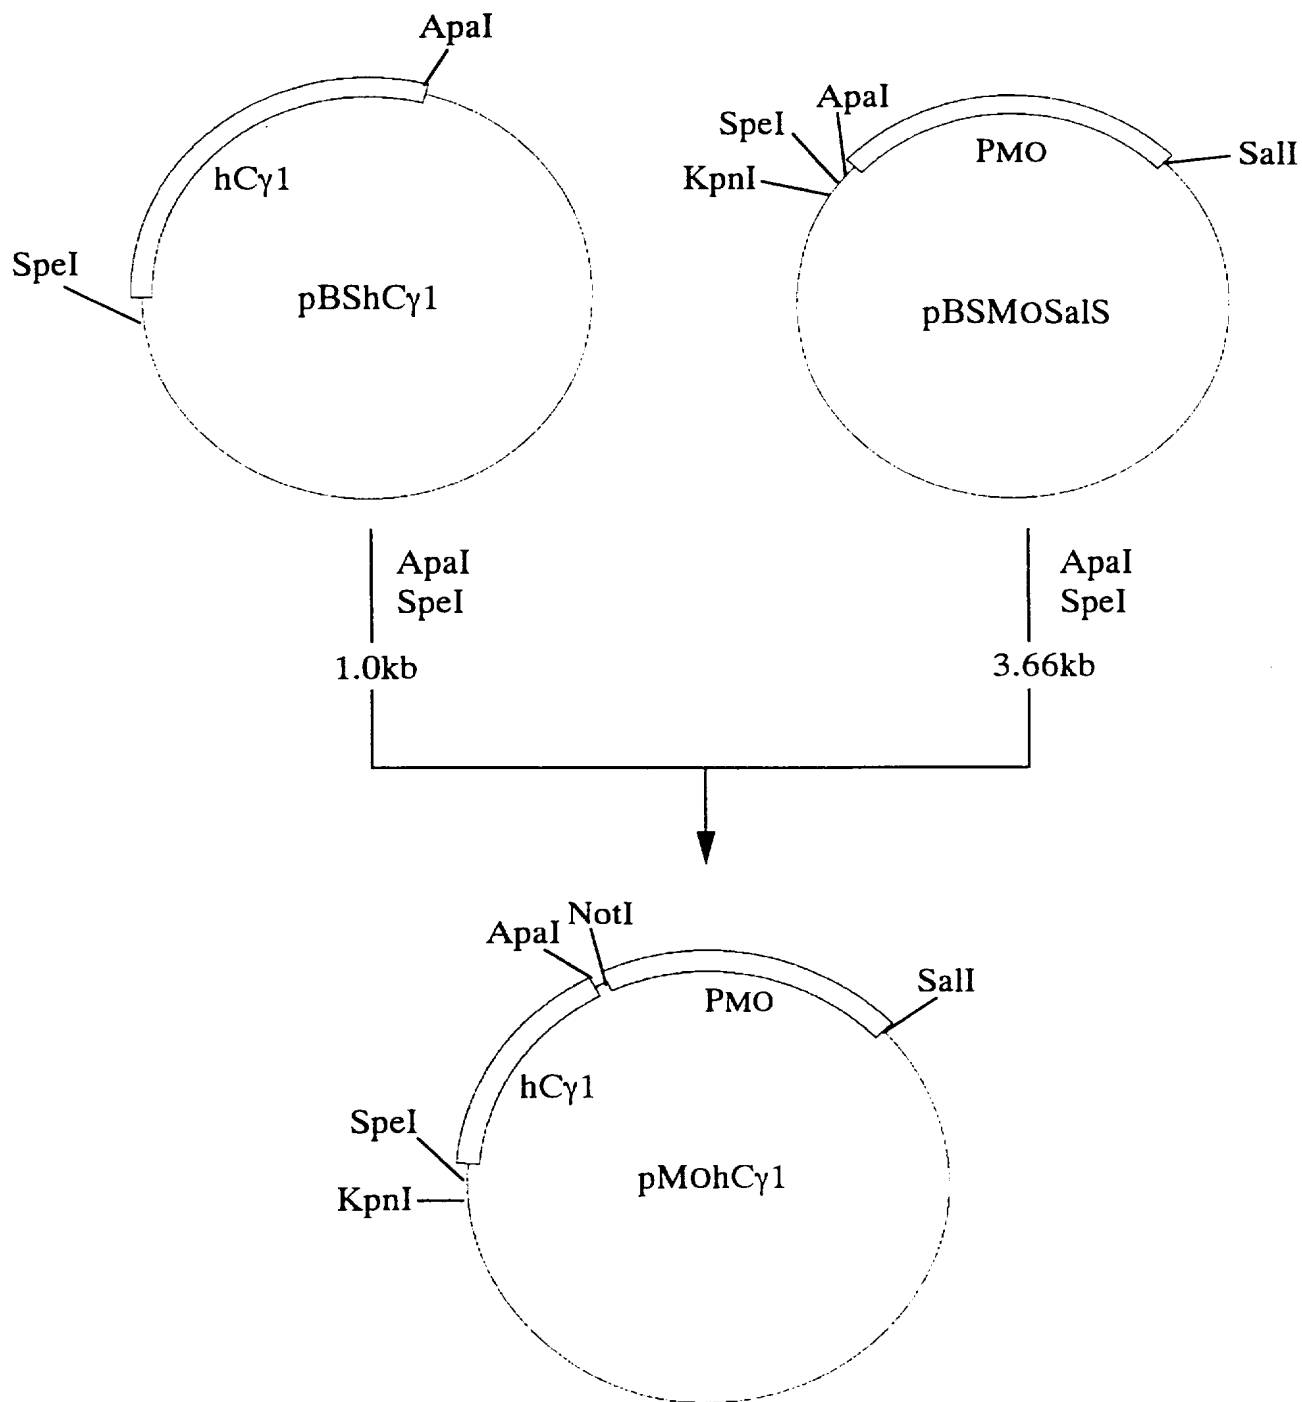 ApaI
hCγ1
SpeI
pBShCγ1
ApaI
SpeI
KpnI
PMO
SalI
pBSMOSalS
ApaI
SpeI
1.0kb
ApaI
SpeI
3.66kb
NotI
ApaI
PMO
SalI
hCγ1
SpeI
KpnI
pMOhCγ1